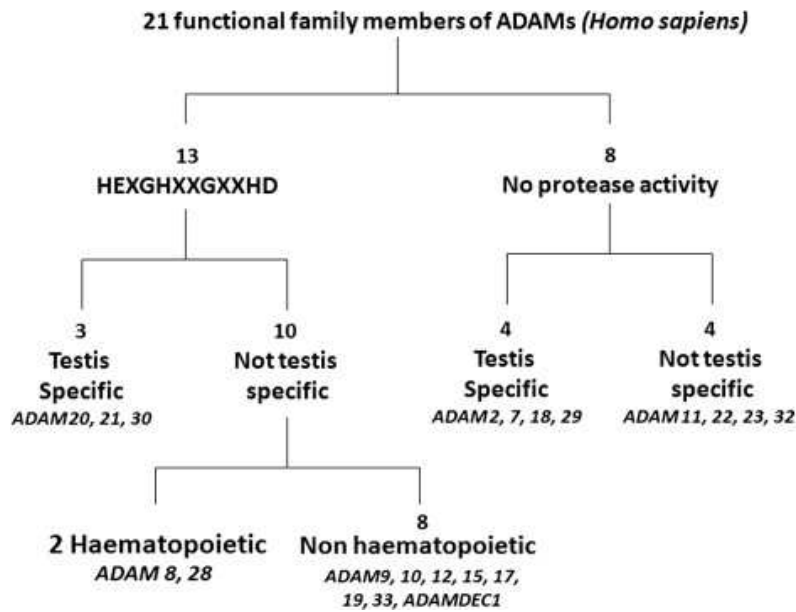 21 functional family members of ADAMs (Homo sapiens)
13
HEXGHXXGXXHD
8
No protease activity
3
Testis
Specific
ADAM20, 21, 30
10
Not testis
specific
4
Testis
Specific
ADAM2, 7, 18, 29
4
Not testis
specific
ADAM11, 22, 23, 32
2 Haematopoietic
ADAM 8, 28
8
Non haematopoietic
ADAM9, 10, 12, 15, 17,
19, 33, ADAMDEC1